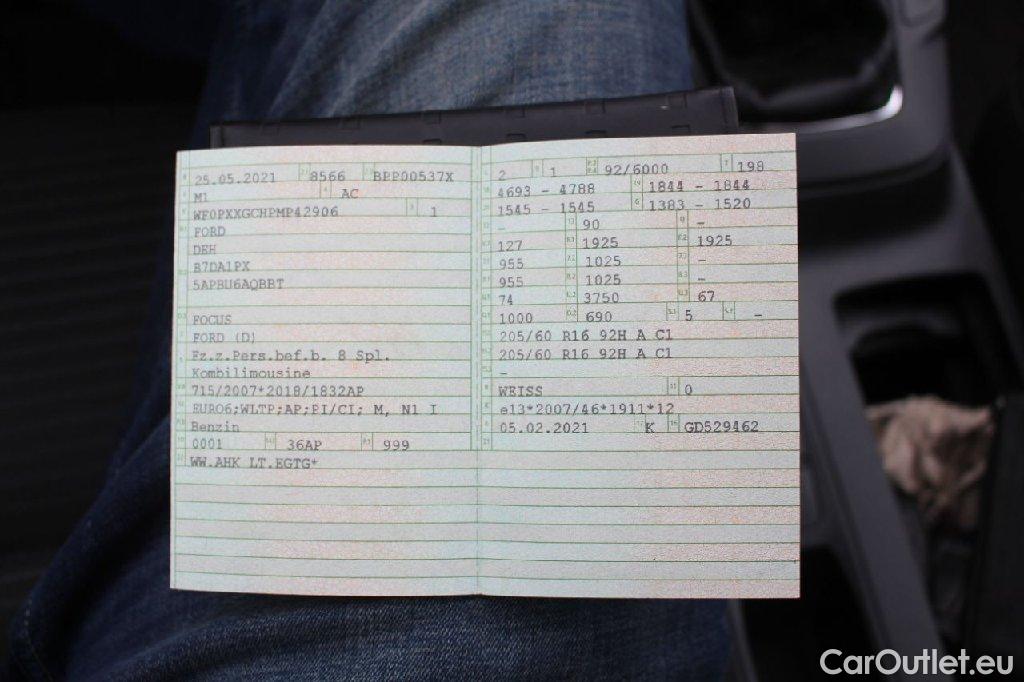 25.05.2021 8566 BPP00537X
M1 AC
WF0PXXGCHPMP42906 1
FORD
DEH
B7DA1PX
5APBU6AQBBT
FOCUS
FORD (D)
Fz.z.Pers.bef.b. 8 Spl.
Kombilimousine
715/2007*2018/1832AP
EURO6;WLTP;AP;PI/CI; M, N1 I
Benzin
0001 36AP 999
WW.AHK LT.EGTG*
2 1 92/6000 198
4693 - 4788 1844 - 1844
1545 - 1545 1383 - 1520
- 90 -
127 1925 1925
955 1025 -
955 1025 -
74 3750 67
1000 690 5 -
205/60 R16 92H A C1
205/60 R16 92H A C1
-
WEISS 0
e13*2007/46*1911*12
05.02.2021 K GD529462
CarOutlet.eu